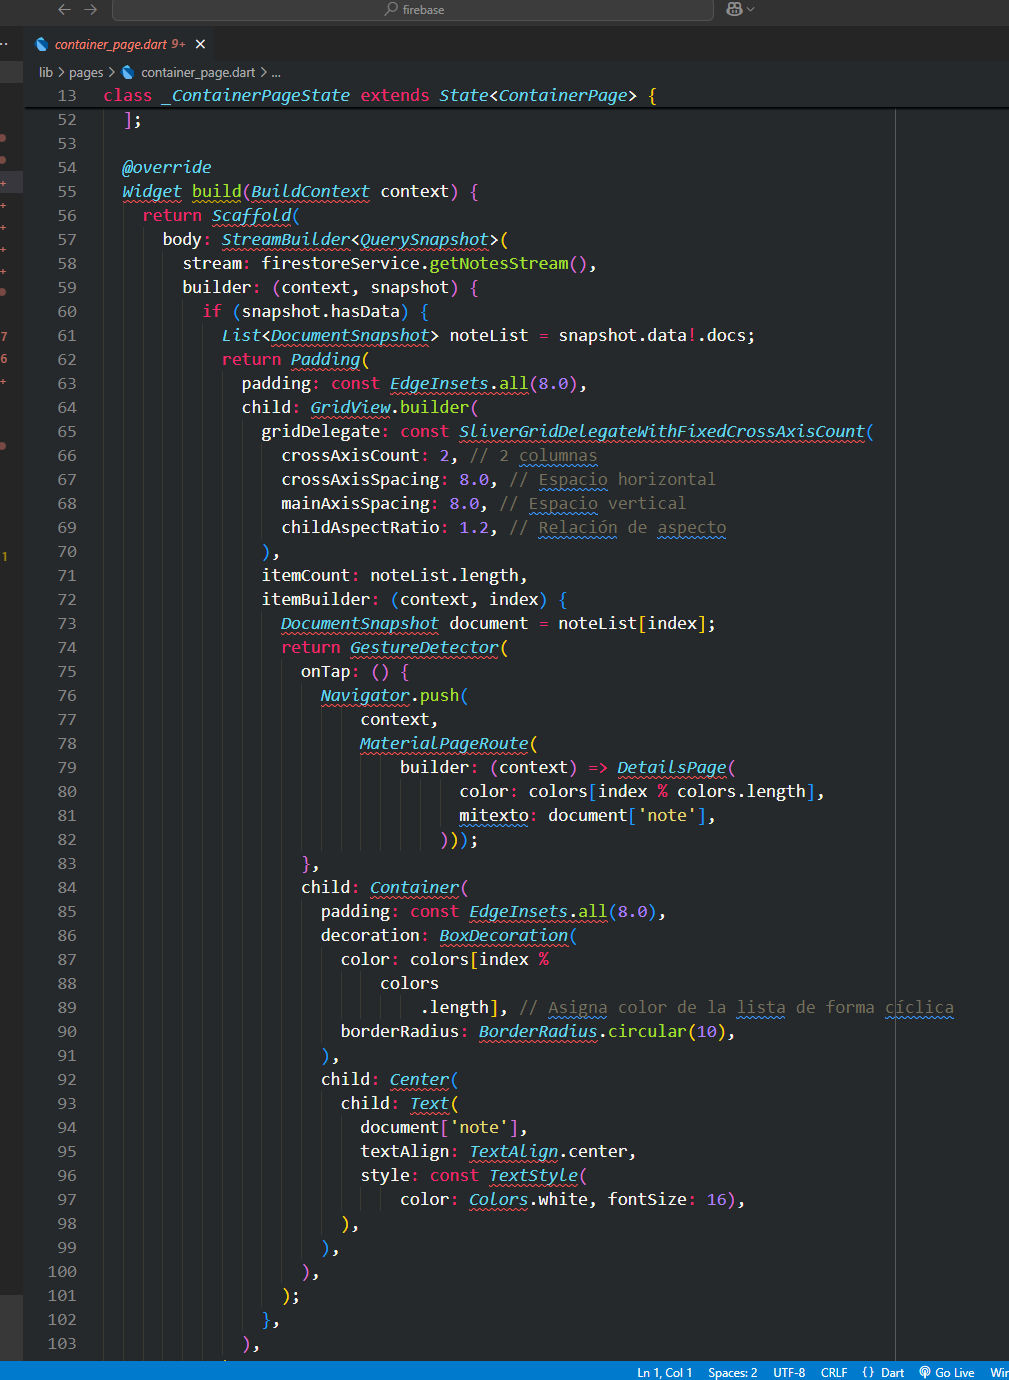 firebase
container_page.dart 9+
lib > pages > container_page.dart > ...
13 class _ContainerPageState extends State<ContainerPage> {
52 ];
53
54 @override
55 Widget build(BuildContext context) {
56 return Scaffold(
57 body: StreamBuilder<QuerySnapshot>(
58 stream: firestoreService.getNotesStream(),
59 builder: (context, snapshot) {
60 if (snapshot.hasData) {
61 List<DocumentSnapshot> noteList = snapshot.data!.docs;
62 return Padding(
63 padding: const EdgeInsets.all(8.0),
64 child: GridView.builder(
65 gridDelegate: const SliverGridDelegateWithFixedCrossAxisCount(
66 crossAxisCount: 2, // 2 columnas
67 crossAxisSpacing: 8.0, // Espacio horizontal
68 mainAxisSpacing: 8.0, // Espacio vertical
69 childAspectRatio: 1.2, // Relación de aspecto
70 ),
71 itemCount: noteList.length,
72 itemBuilder: (context, index) {
73 DocumentSnapshot document = noteList[index];
74 return GestureDetector(
75 onTap: () {
76 Navigator.push(
77 context,
78 MaterialPageRoute(
79 builder: (context) => DetailsPage(
80 color: colors[index % colors.length],
81 mitexto: document['note'],
82 )));
83 },
84 child: Container(
85 padding: const EdgeInsets.all(8.0),
86 decoration: BoxDecoration(
87 color: colors[index %
88 colors
89 .length], // Asigna color de la lista de forma cíclica
90 borderRadius: BorderRadius.circular(10),
91 ),
92 child: Center(
93 child: Text(
94 document['note'],
95 textAlign: TextAlign.center,
96 style: const TextStyle(
97 color: Colors.white, fontSize: 16),
98 ),
99 ),
100 ),
101 );
102 },
103 ),
7
6
1
Ln 1, Col 1 Spaces: 2 UTF-8 CRLF {} Dart Go Live Win